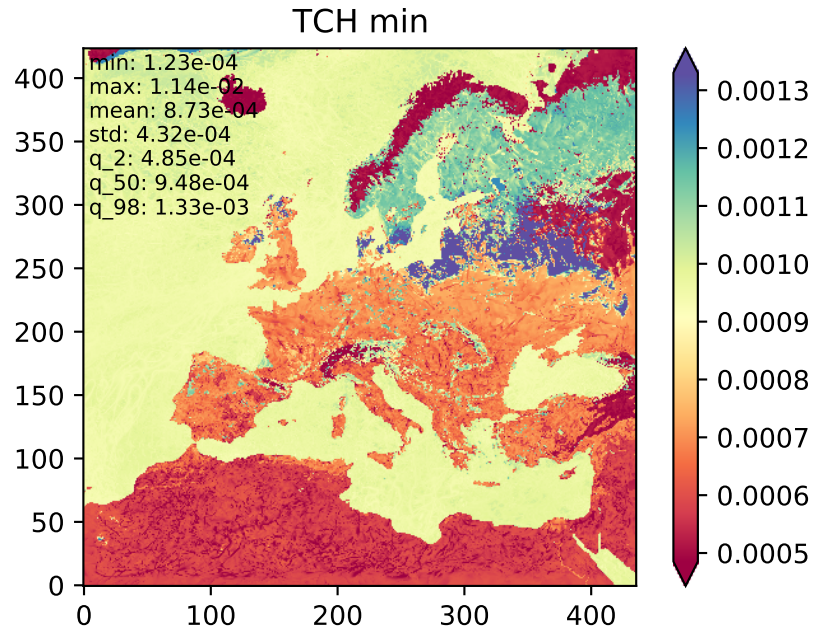 TCH min
min: 1.23e-04
max: 1.14e-02
mean: 8.73e-04
std: 4.32e-04
q_2: 4.85e-04
q_50: 9.48e-04
q_98: 1.33e-03
400
350
300
250
200
150
100
50
0
0 100 200 300 400
0.0013
0.0012
0.0011
0.0010
0.0009
0.0008
0.0007
0.0006
0.0005